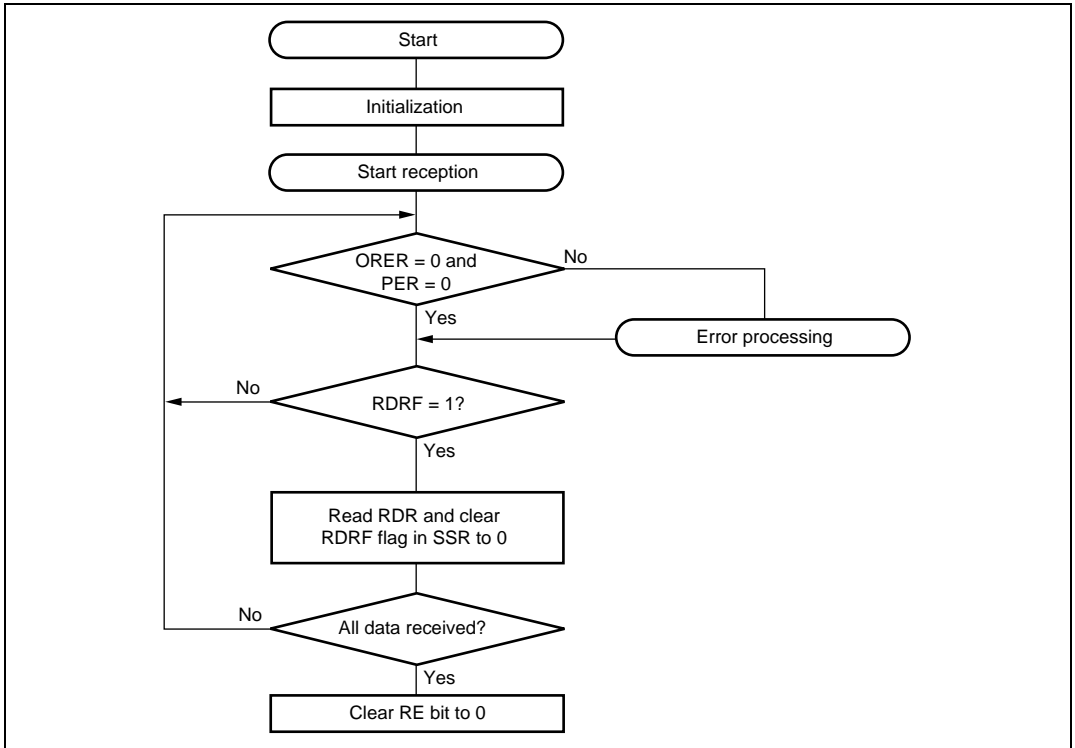 Start
Initialization
Start reception
ORER = 0 and
PER = 0
No
Yes
Error processing
No
RDRF = 1?
Yes
Read RDR and clear
RDRF flag in SSR to 0
No
All data received?
Yes
Clear RE bit to 0